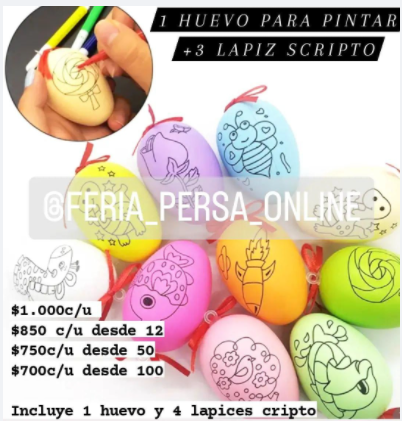 1 HUEVO PARA PINTAR
+3 LAPIZ SCRIPTO
@FERIA_PERSA_ONLINE
$1.000c/u
$850 c/u desde 12
$750c/u desde 50
$700c/u desde 100
Incluye 1 huevo y 4 lapices cripto